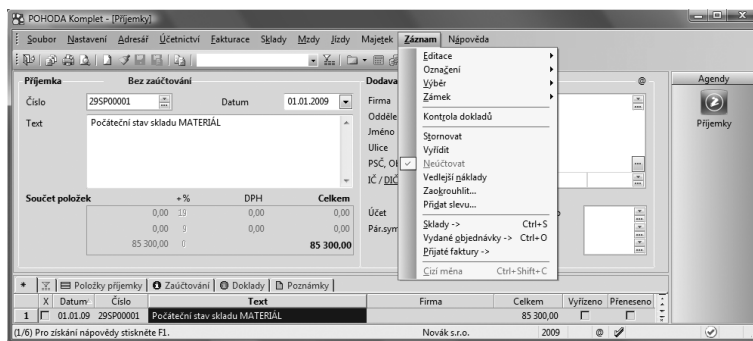 POHODA Komplet - [Příjemky]
Soubor Nastavení Adresář Účetnictví Fakturace Sklady Mzdy Jízdy Majetek Záznam Nápověda
Příjemka Bez zaúčtování
Číslo 29SP00001 Datum 01.01.2009
Text Počáteční stav skladu MATERIÁL
Součet položek +% DPH Celkem
0,00 19 0,00 0,00
0,00 9 0,00 0,00
85 300,00 0 85 300,00
Dodava
Firma
Odděle
Jméno
Ulice
PSČ, Ob
IČ / DIČ
Účet
Pár.sym
@
Editace
Označení
Výběr
Zámek
Kontrola dokladů
Stornovat
Vyřídit
Neúčtovat
Vedlejší náklady
Zaokrouhlit...
Přidat slevu...
Sklady -> Ctrl+S
Vydané objednávky -> Ctrl+O
Přijaté faktury ->
Cizí měna Ctrl+Shift+C
Agendy
Příjemky
* Položky příjemky Zaúčtování Doklady Poznámky
X Datum Číslo Text Firma Celkem Vyřízeno Přeneseno
1 01.01.09 29SP00001 Počáteční stav skladu MATERIÁL 85 300,00
(1/6) Pro získání nápovědy stiskněte F1. Novák s.r.o. 2009 @